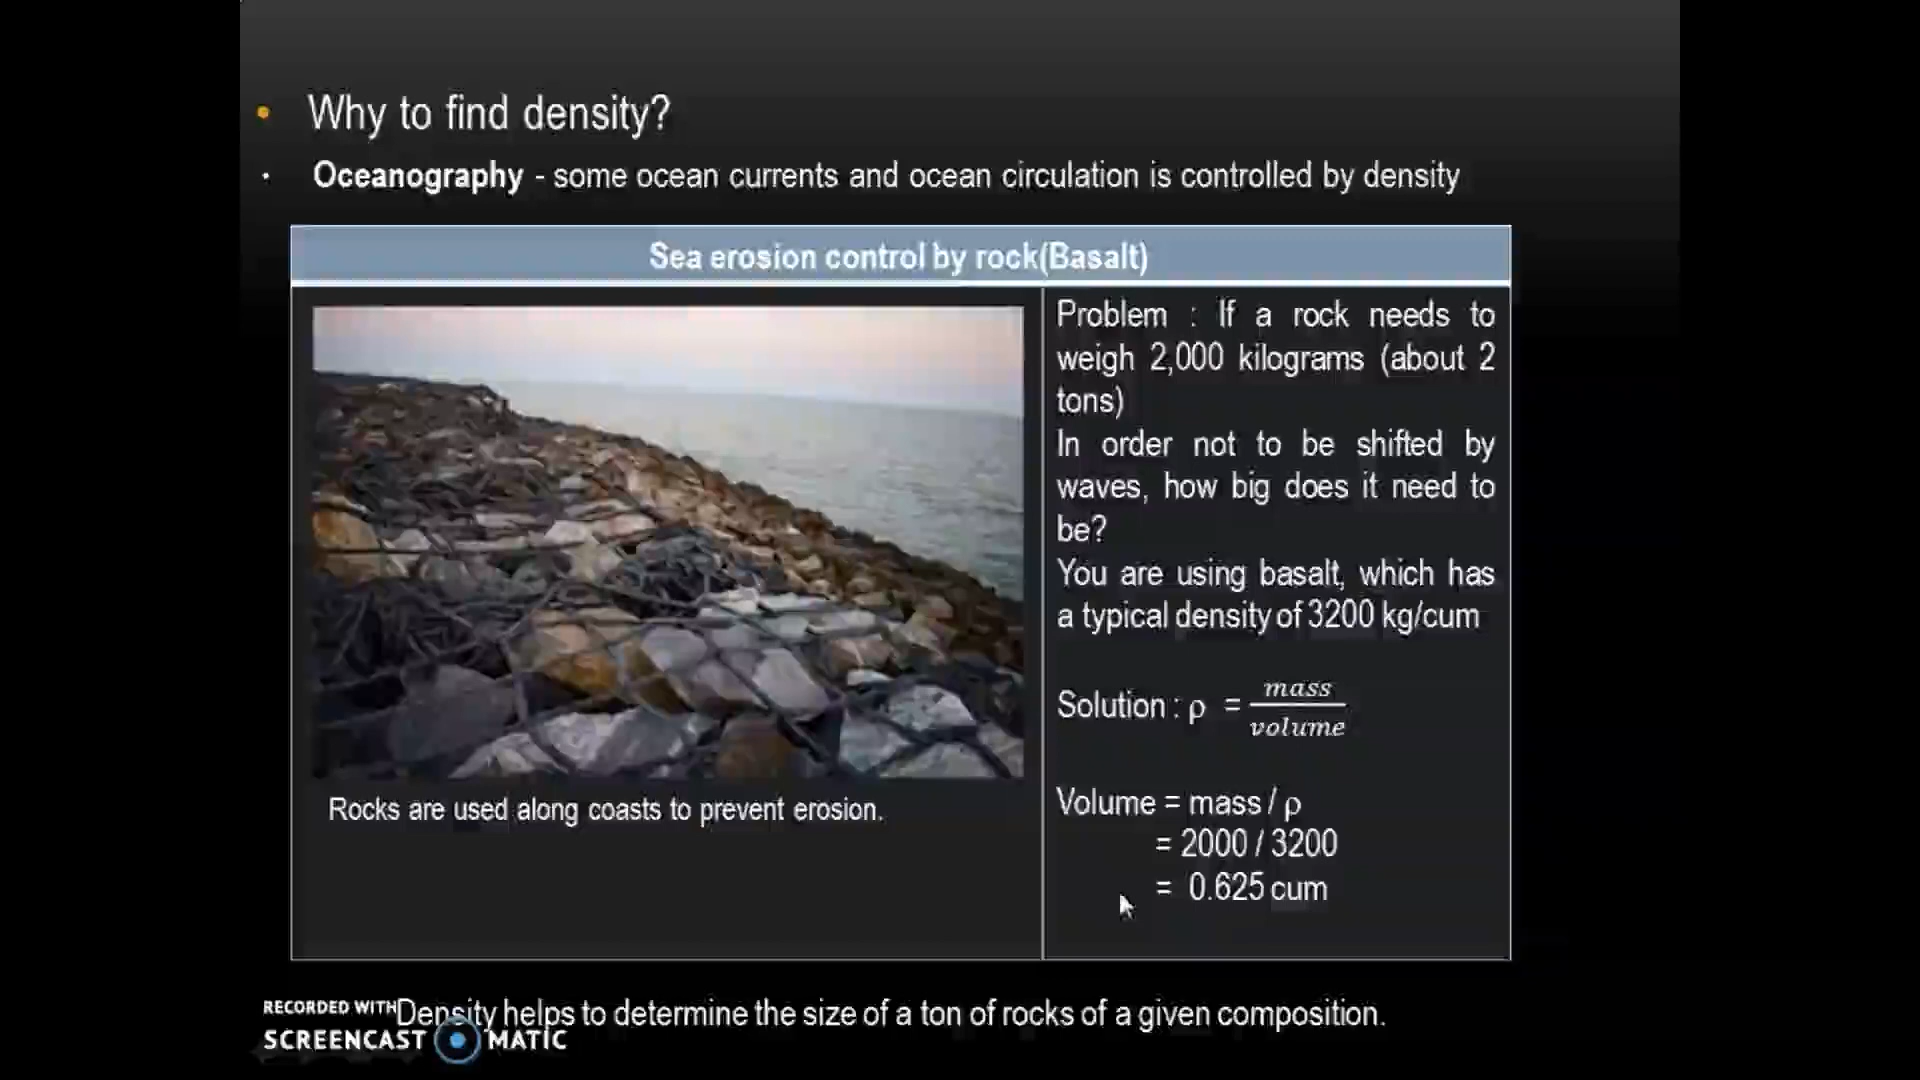 • Why to find density?
• Oceanography - some ocean currents and ocean circulation is controlled by density
Sea erosion control by rock(Basalt)
Rocks are used along coasts to prevent erosion.
Problem : If a rock needs to
weigh 2,000 kilograms (about 2
tons)
In order not to be shifted by
waves, how big does it need to
be?
You are using basalt, which has
a typical density of 3200 kg/cum
Solution : ρ = mass/volume
Volume = mass / ρ
= 2000 / 3200
= 0.625 cum
Density helps to determine the size of a ton of rocks of a given composition.
RECORDED WITH
SCREENCAST MATIC